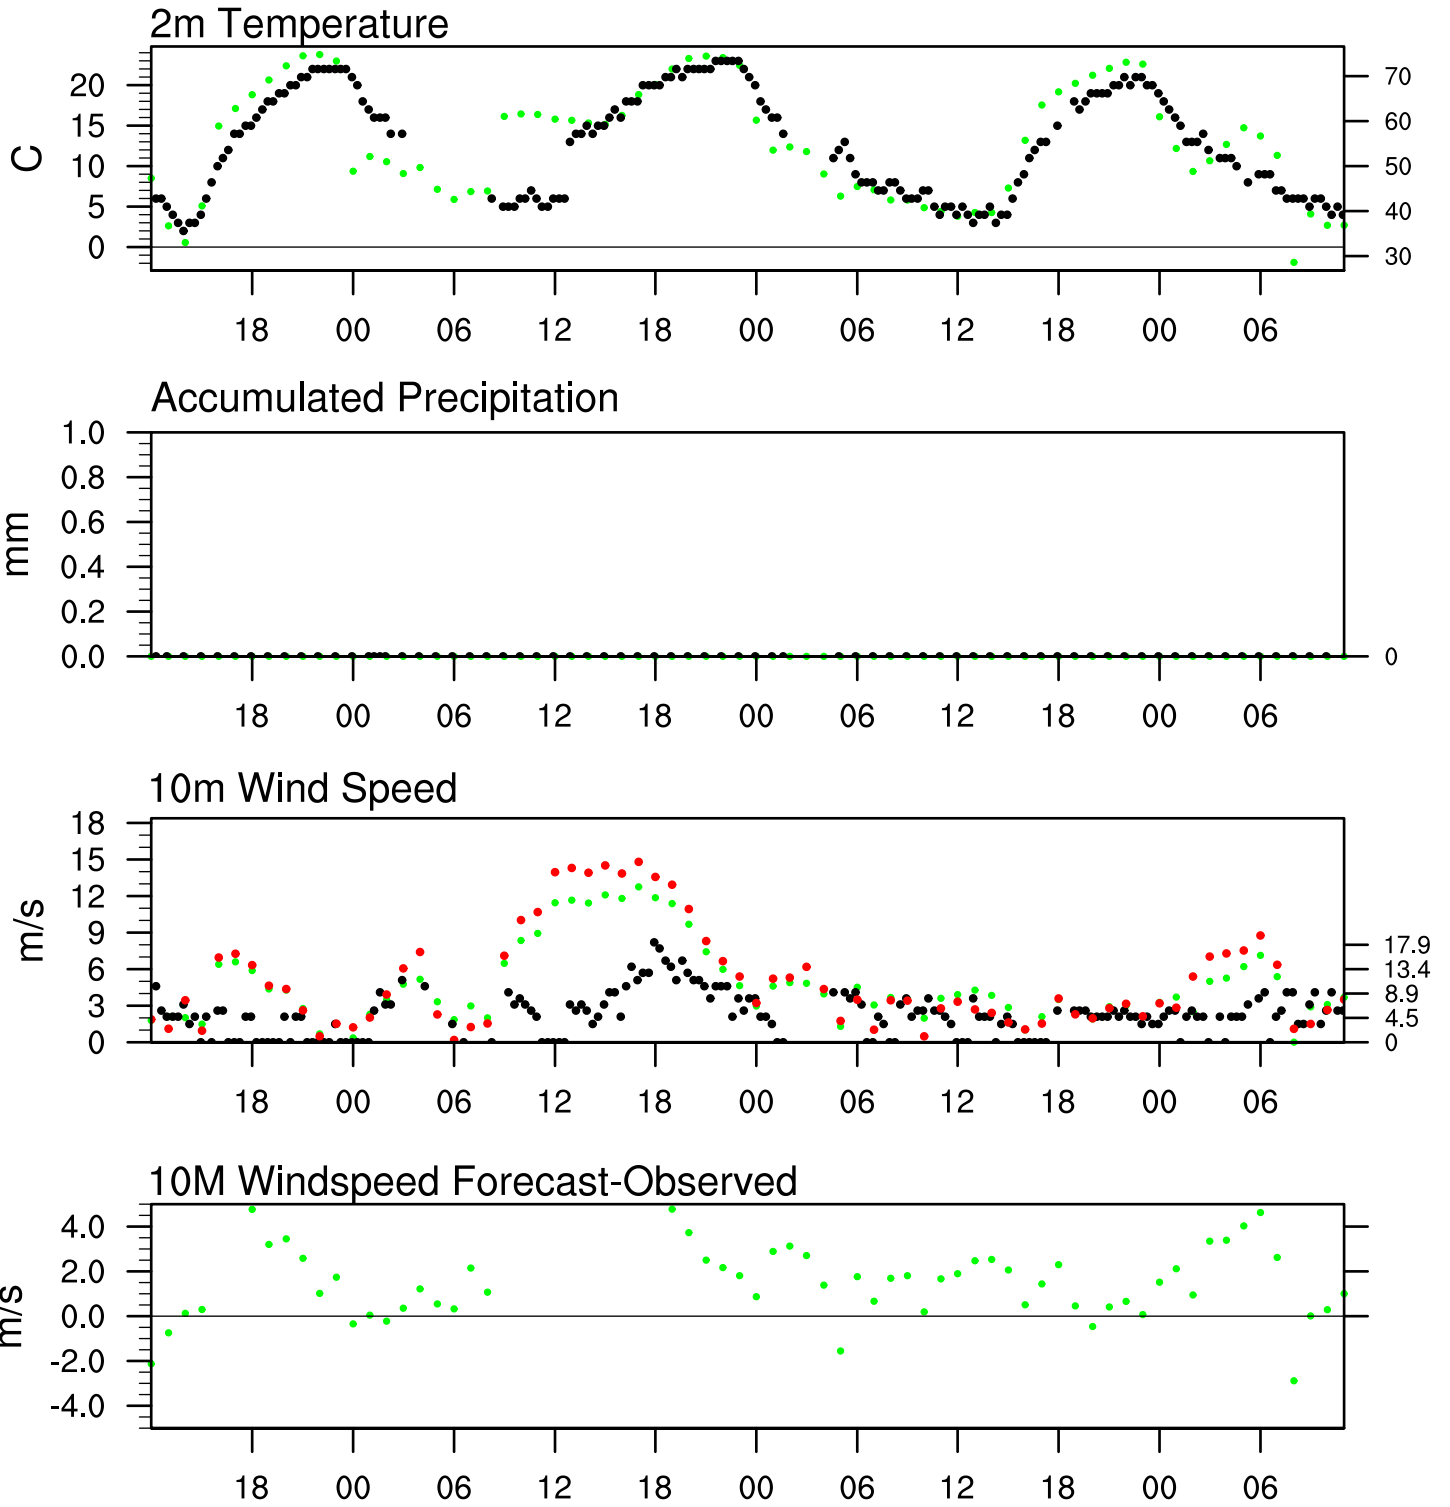 2m Temperature
C
20
15
10
5
0
70
60
50
40
30
18 00 06 12 18 00 06 12 18 00 06
Accumulated Precipitation
mm
1.0
0.8
0.6
0.4
0.2
0.0
0
18 00 06 12 18 00 06 12 18 00 06
10m Wind Speed
m/s
18
15
12
9
6
3
0
17.9
13.4
8.9
4.5
0
18 00 06 12 18 00 06 12 18 00 06
10M Windspeed Forecast-Observed
m/s
4.0
2.0
0.0
-2.0
-4.0
18 00 06 12 18 00 06 12 18 00 06